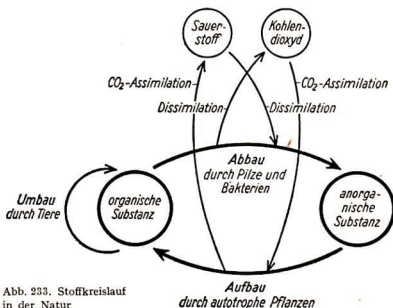 Sauer-
stoff
Kohlen-
dioxyd
CO₂-Assimilation
CO₂-Assimilation
Dissimilation
Dissimilation
Abbau
durch Pilze und
Bakterien
Umbau
durch Tiere
organische
Substanz
anorga-
nische
Substanz
Aufbau
durch autotrophe Pflanzen
Abb. 233. Stoffkreislauf
in der Natur